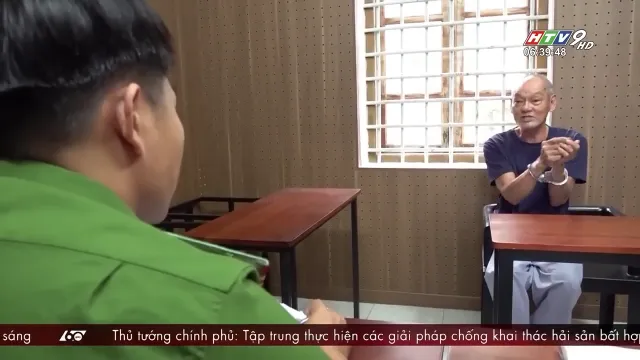 HTV9 HD
06:39:48
sáng
60
Thủ tướng chính phủ: Tập trung thực hiện các giải pháp chống khai thác hải sản bất hợ